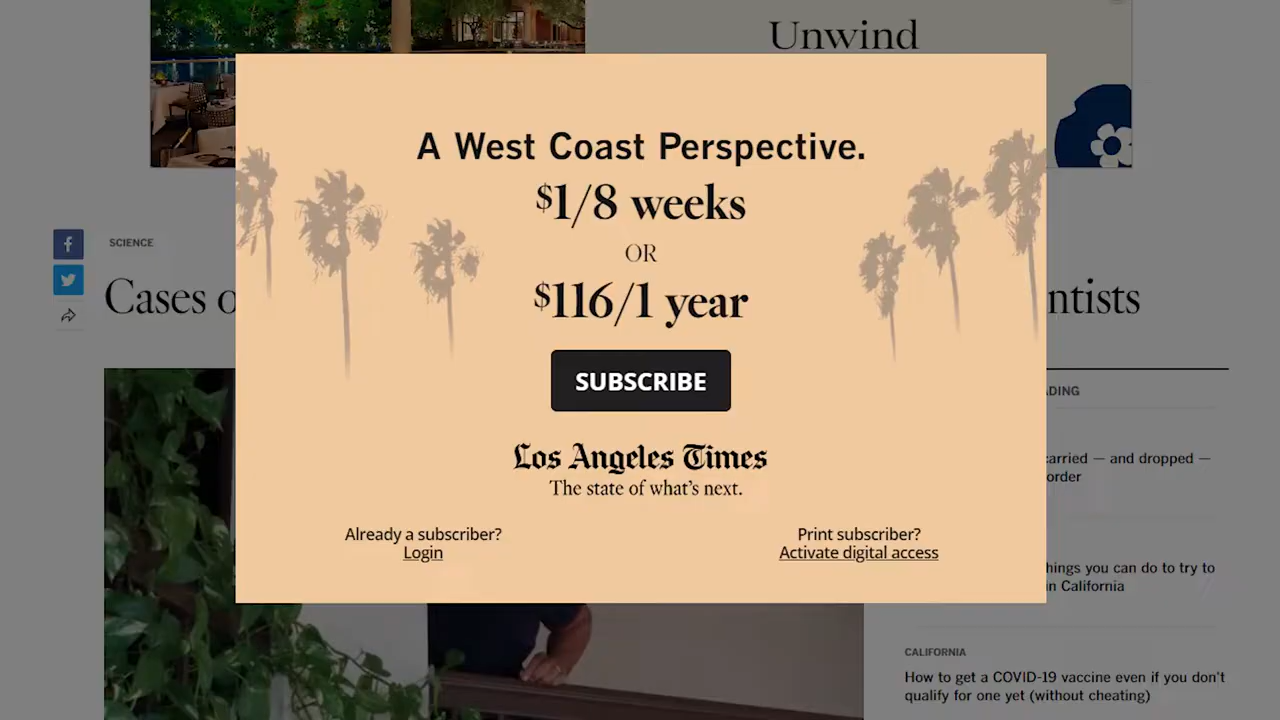 Unwind
A West Coast Perspective.
$1/8 weeks
OR
$116/1 year
SUBSCRIBE
Los Angeles Times
The state of what's next.
Already a subscriber?
Login
Print subscriber?
Activate digital access
SCIENCE
Cases
carried — and dropped —
order
in California
you can do to try to
CALIFORNIA
How to get a COVID-19 vaccine even if you don't
qualify for one yet (without cheating)